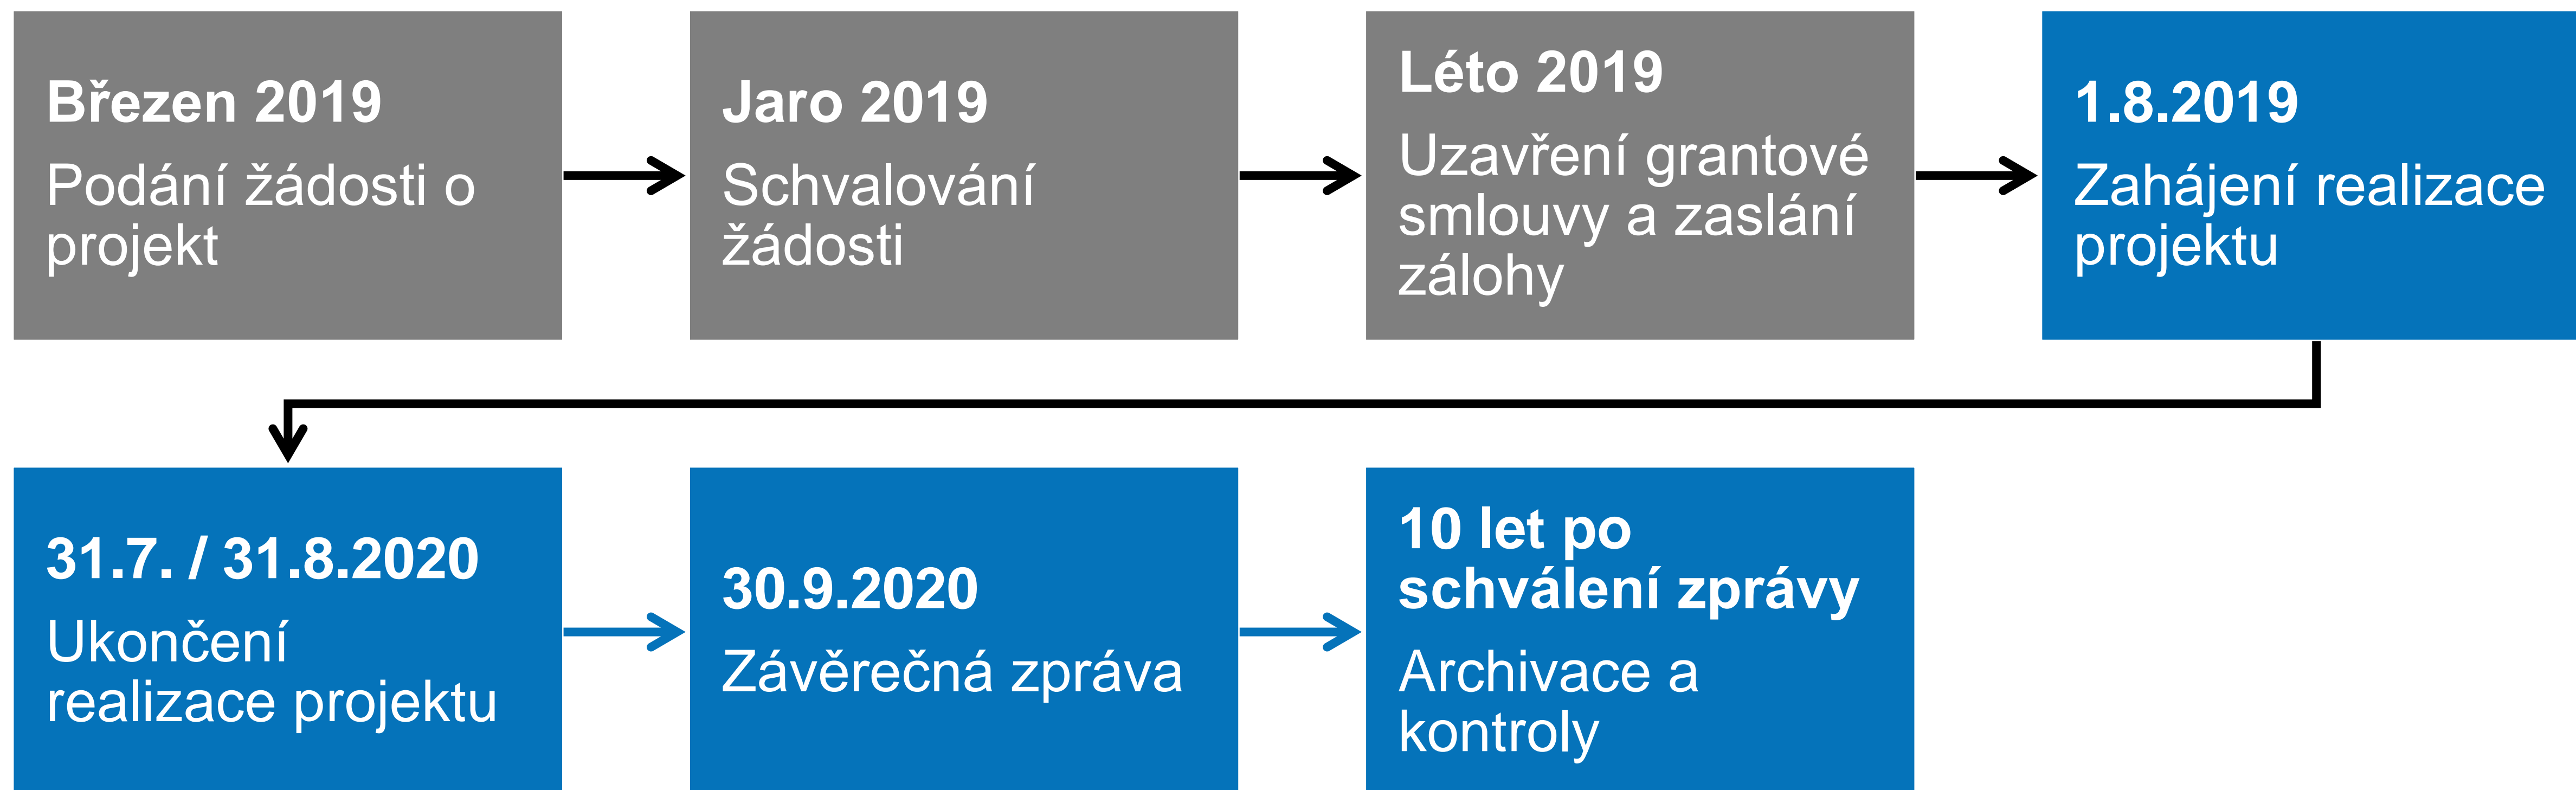 Březen 2019
Podání žádosti o
projekt
Jaro 2019
Schvalování
žádosti
Léto 2019
Uzavření grantové
smlouvy a zaslání
zálohy
1.8.2019
Zahájení realizace
projektu
31.7. / 31.8.2020
Ukončení
realizace projektu
30.9.2020
Závěrečná zpráva
10 let po
schválení zprávy
Archivace a
kontroly